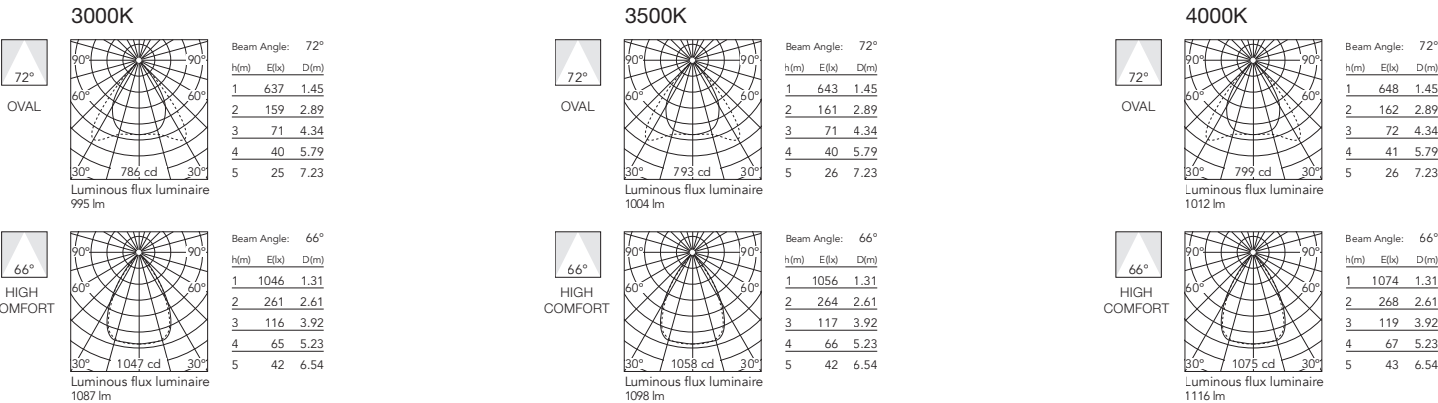 3000K
72°
OVAL
90° 90°
60° 60°
30° 786 cd 30°
Luminous flux luminaire
995 lm
Beam Angle: 72°
h(m) E(lx) D(m)
1 637 1.45
2 159 2.89
3 71 4.34
4 40 5.79
5 25 7.23
66°
HIGH
OMFORT
90° 90°
60° 60°
30° 1047 cd 30°
Luminous flux luminaire
1087 lm
Beam Angle: 66°
h(m) E(lx) D(m)
1 1046 1.31
2 261 2.61
3 116 3.92
4 65 5.23
5 42 6.54
3500K
72°
OVAL
90° 90°
60° 60°
30° 793 cd 30°
Luminous flux luminaire
1004 lm
Beam Angle: 72°
h(m) E(lx) D(m)
1 643 1.45
2 161 2.89
3 71 4.34
4 40 5.79
5 26 7.23
66°
HIGH
COMFORT
90° 90°
60° 60°
30° 1058 cd 30°
Luminous flux luminaire
1098 lm
Beam Angle: 66°
h(m) E(lx) D(m)
1 1056 1.31
2 264 2.61
3 117 3.92
4 66 5.23
5 42 6.54
4000K
72°
OVAL
90° 90°
60° 60°
30° 799 cd 30°
Luminous flux luminaire
1012 lm
Beam Angle: 72°
h(m) E(lx) D(m)
1 648 1.45
2 162 2.89
3 72 4.34
4 41 5.79
5 26 7.23
66°
HIGH
COMFORT
90° 90°
60° 60°
30° 1075 cd 30°
Luminous flux luminaire
1116 lm
Beam Angle: 66°
h(m) E(lx) D(m)
1 1074 1.31
2 268 2.61
3 119 3.92
4 67 5.23
5 43 6.54